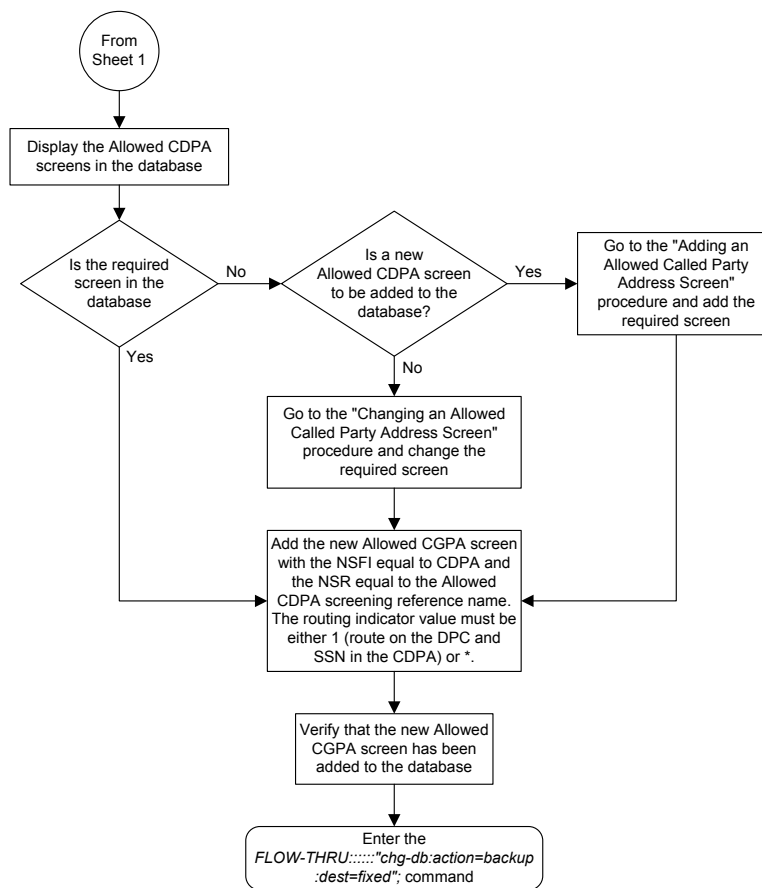 From
Sheet 1
Display the Allowed CDPA
screens in the database
Is the required
screen in the
database
No
Is a new
Allowed CDPA screen
to be added to the
database?
Yes
Go to the "Adding an
Allowed Called Party
Address Screen"
procedure and add the
required screen
Yes
No
Go to the "Changing an Allowed
Called Party Address Screen"
procedure and change the
required screen
Add the new Allowed CGPA screen
with the NSFI equal to CDPA and
the NSR equal to the Allowed
CDPA screening reference name.
The routing indicator value must be
either 1 (route on the DPC and
SSN in the CDPA) or *.
Verify that the new Allowed
CGPA screen has been
added to the database
Enter the
FLOW-THRU::::::"chg-db:action=backup
:dest=fixed"; command